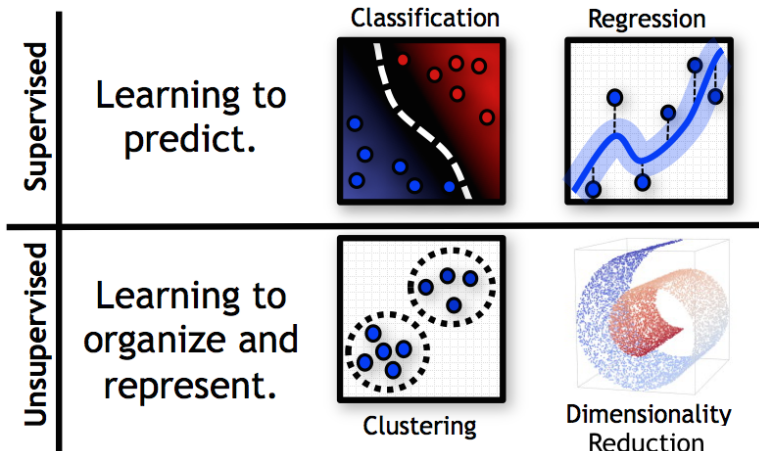 Classification
Regression
Supervised
Learning to
predict.
Unsupervised
Learning to
organize and
represent.
Clustering
Dimensionality
Reduction